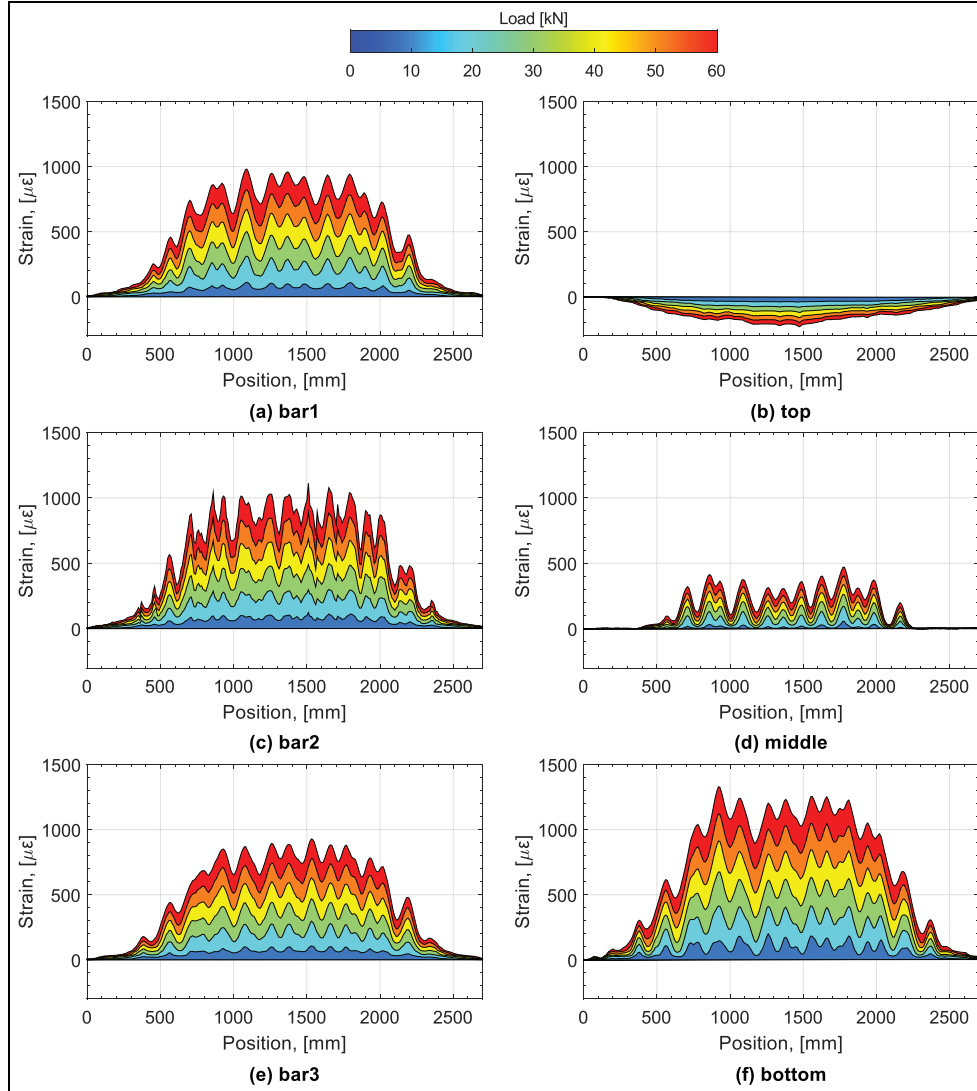 Load [kN]
0 10 20 30 40 50 60
1500
1000
500
0
Strain, [με]
0 500 1000 1500 2000 2500
Position, [mm]
(a) bar1
1500
1000
500
0
Strain, [με]
0 500 1000 1500 2000 2500
Position, [mm]
(b) top
1500
1000
500
0
Strain, [με]
0 500 1000 1500 2000 2500
Position, [mm]
(c) bar2
1500
1000
500
0
Strain, [με]
0 500 1000 1500 2000 2500
Position, [mm]
(d) middle
1500
1000
500
0
Strain, [με]
0 500 1000 1500 2000 2500
Position, [mm]
(e) bar3
1500
1000
500
0
Strain, [με]
0 500 1000 1500 2000 2500
Position, [mm]
(f) bottom